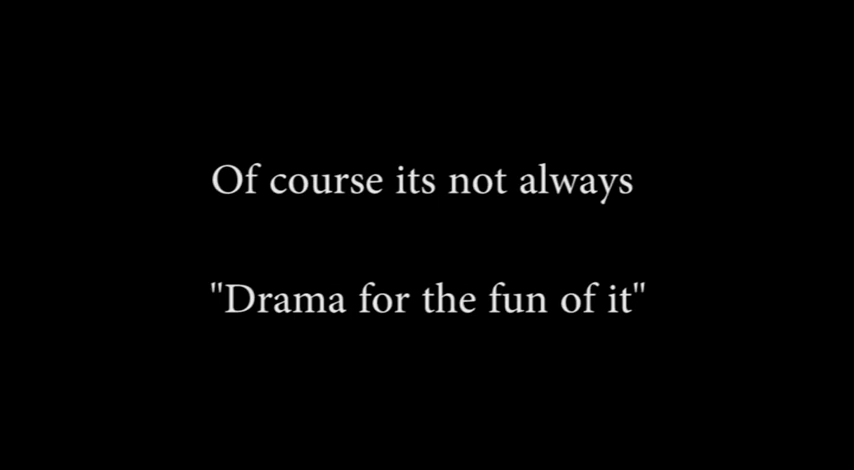 Of course its not always
"Drama for the fun of it"